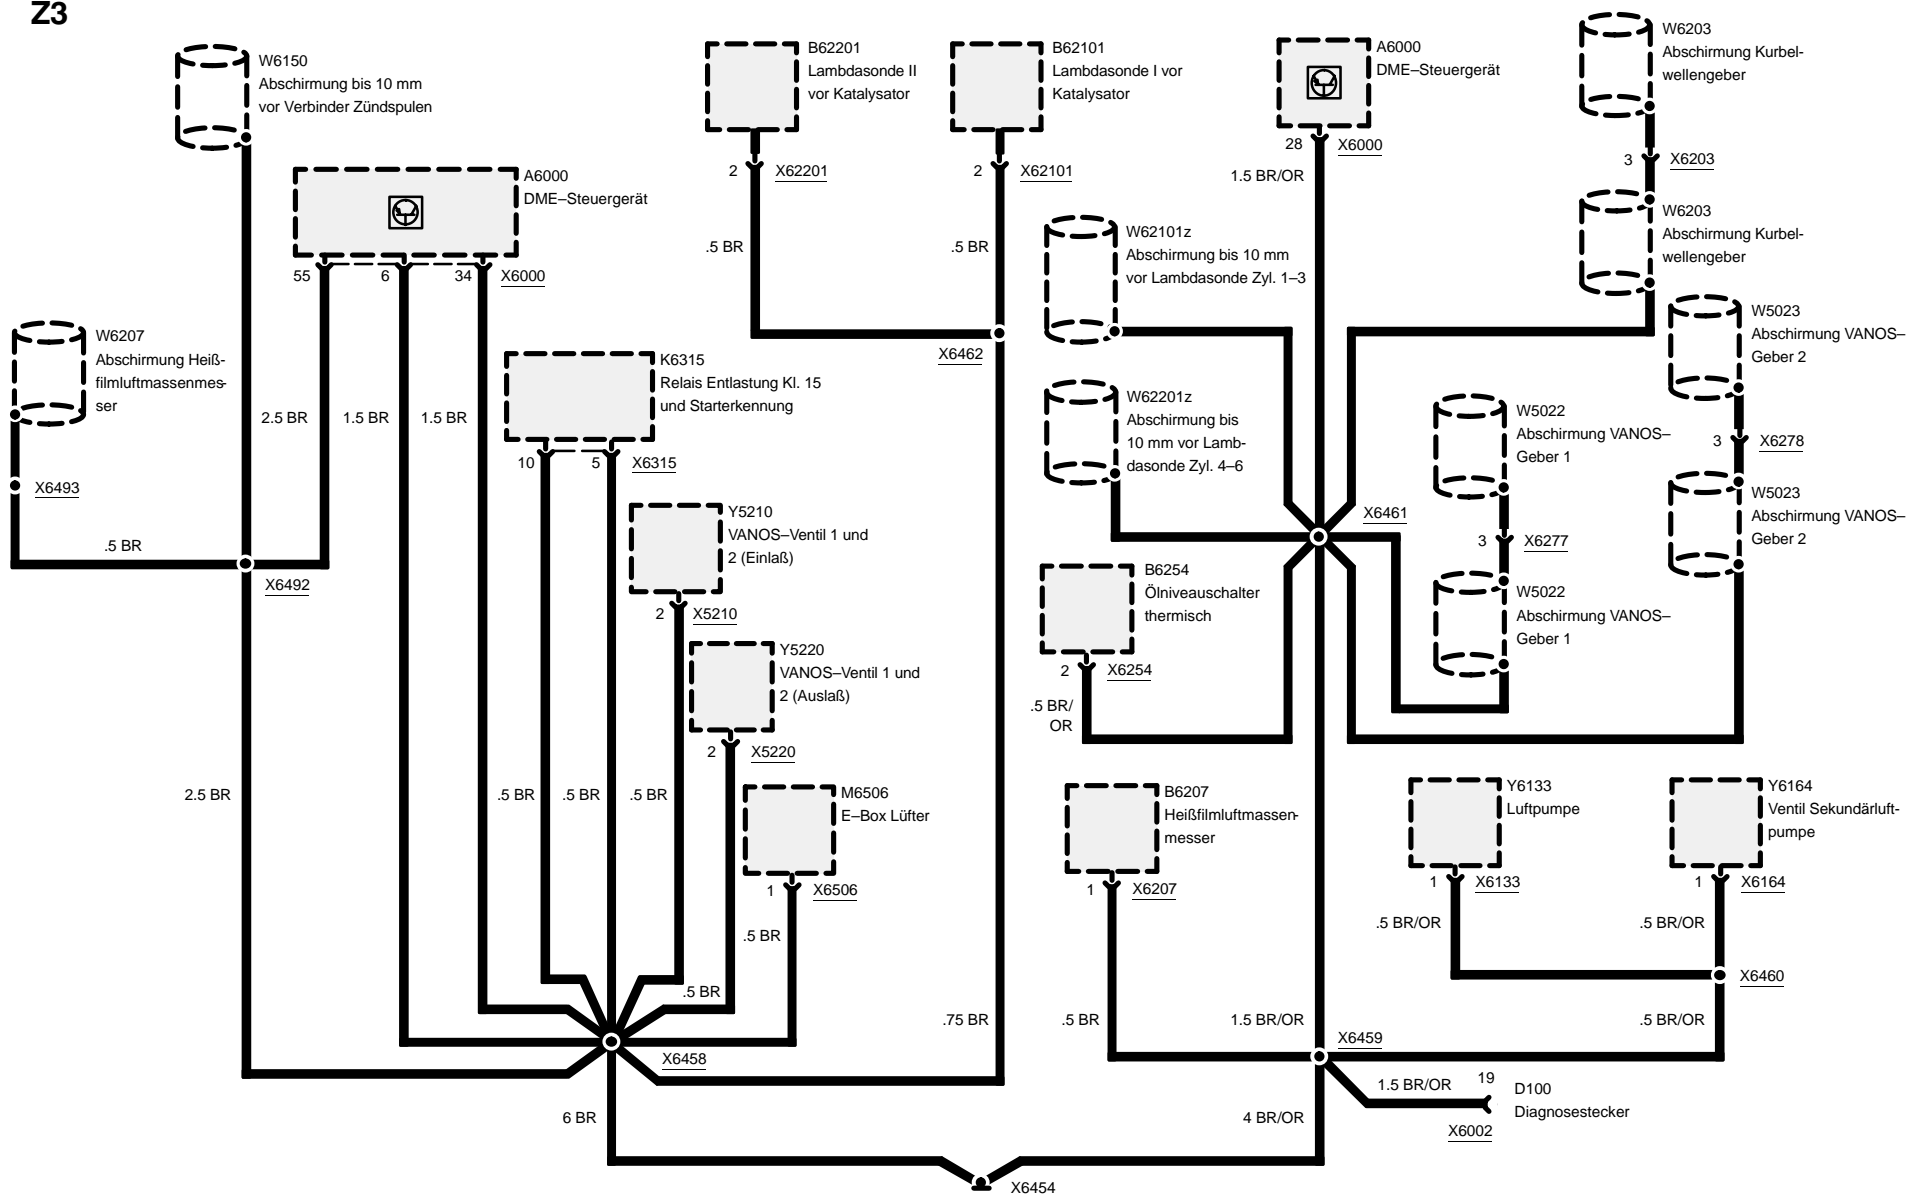 Z3
W6150
Abschirmung bis 10 mm
vor Verbinder Zündspulen
B62201
Lambdasonde II
vor Katalysator
2
X62201
.5 BR
B62101
Lambdasonde I vor
Katalysator
2
X62101
.5 BR
X6462
A6000
DME–Steuergerät
28
X6000
1.5 BR/OR
W6203
Abschirmung Kurbel-
wellengeber
3
X6203
W6203
Abschirmung Kurbel-
wellengeber
A6000
DME–Steuergerät
55
6
34
X6000
2.5 BR
1.5 BR
1.5 BR
W6207
Abschirmung Heiß-
filmluftmassenmes-
ser
X6493
.5 BR
X6492
K6315
Relais Entlastung Kl. 15
und Starterkennung
10
5
X6315
W62101z
Abschirmung bis 10 mm
vor Lambdasonde Zyl. 1–3
W62201z
Abschirmung bis
10 mm vor Lamb-
dasonde Zyl. 4–6
X6461
W5023
Abschirmung VANOS–
Geber 2
3
X6278
W5023
Abschirmung VANOS–
Geber 2
W5022
Abschirmung VANOS–
Geber 1
3
X6277
W5022
Abschirmung VANOS–
Geber 1
Y5210
VANOS–Ventil 1 und
2 (Einlaß)
2
X5210
Y5220
VANOS–Ventil 1 und
2 (Auslaß)
2
X5220
B6254
Ölniveauschalter
thermisch
2
X6254
.5 BR/
OR
2.5 BR
.5 BR
.5 BR
.5 BR
M6506
E–Box Lüfter
1
X6506
.5 BR
.5 BR
B6207
Heißfilmluftmassen-
messer
1
X6207
.5 BR
Y6133
Luftpumpe
1
X6133
.5 BR/OR
Y6164
Ventil Sekundärluft-
pumpe
1
X6164
.5 BR/OR
X6460
.5 BR/OR
.75 BR
1.5 BR/OR
X6459
X6458
1.5 BR/OR
19
D100
Diagnosestecker
X6002
6 BR
4 BR/OR
X6454